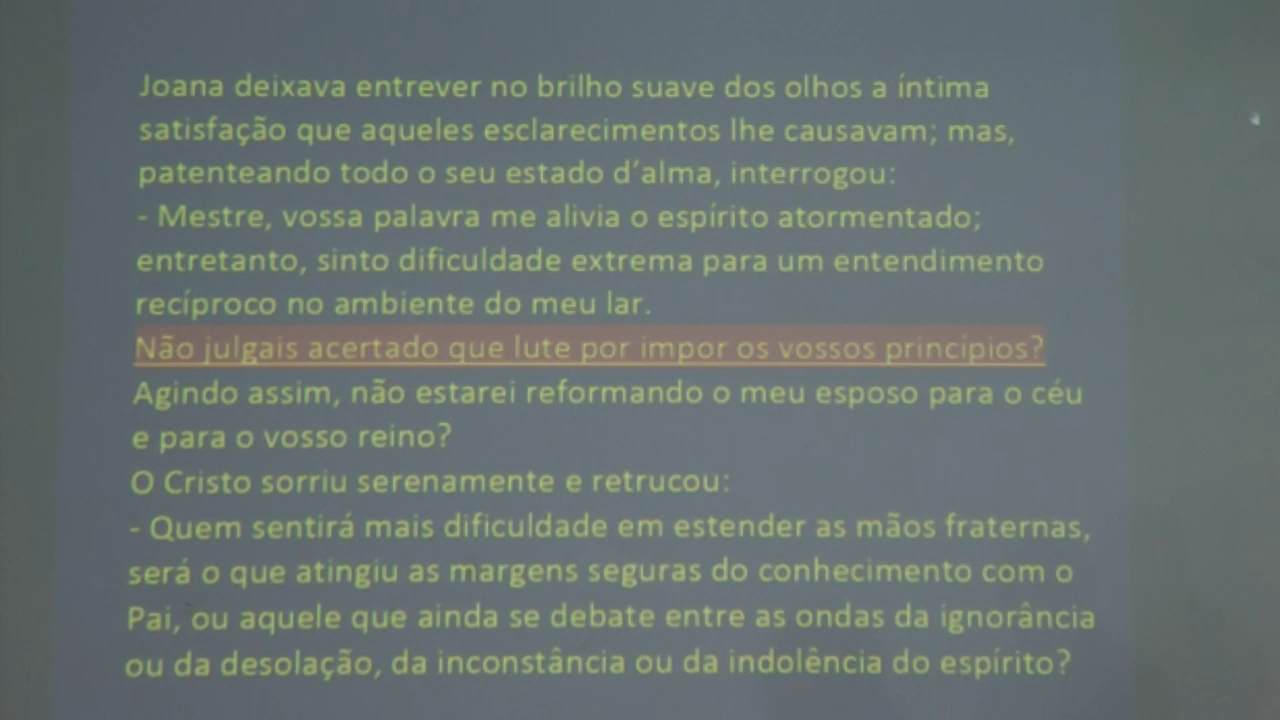 Joana deixava entrever no brilho suave dos olhos a íntima
satisfação que aqueles esclarecimentos lhe causavam; mas,
patenteando todo o seu estado d’alma, interrogou:
- Mestre, vossa palavra me alivia o espírito atormentado;
entretanto, sinto dificuldade extrema para um entendimento
recíproco no ambiente do meu lar.
Não julgais acertado que lute por impor os vossos princípios?
Agindo assim, não estarei reformando o meu esposo para o céu
e para o vosso reino?
O Cristo sorriu serenamente e retrucou:
- Quem sentirá mais dificuldade em estender as mãos fraternas,
será o que atingiu as margens seguras do conhecimento com o
Pai, ou aquele que ainda se debate entre as ondas da ignorância
ou da desolação, da inconstância ou da indolência do espírito?